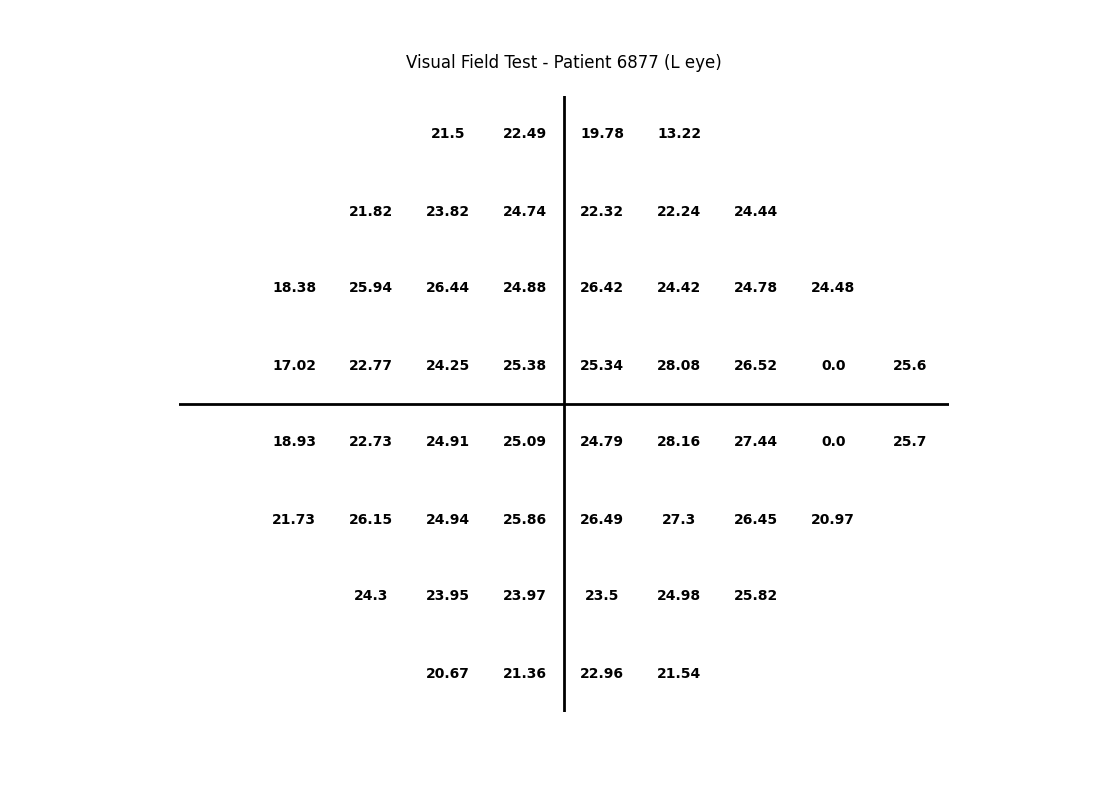 Visual Field Test - Patient 6877 (L eye)
21.5 22.49 19.78 13.22
21.82 23.82 24.74 22.32 22.24 24.44
18.38 25.94 26.44 24.88 26.42 24.42 24.78 24.48
17.02 22.77 24.25 25.38 25.34 28.08 26.52 0.0 25.6
18.93 22.73 24.91 25.09 24.79 28.16 27.44 0.0 25.7
21.73 26.15 24.94 25.86 26.49 27.3 26.45 20.97
24.3 23.95 23.97 23.5 24.98 25.82
20.67 21.36 22.96 21.54